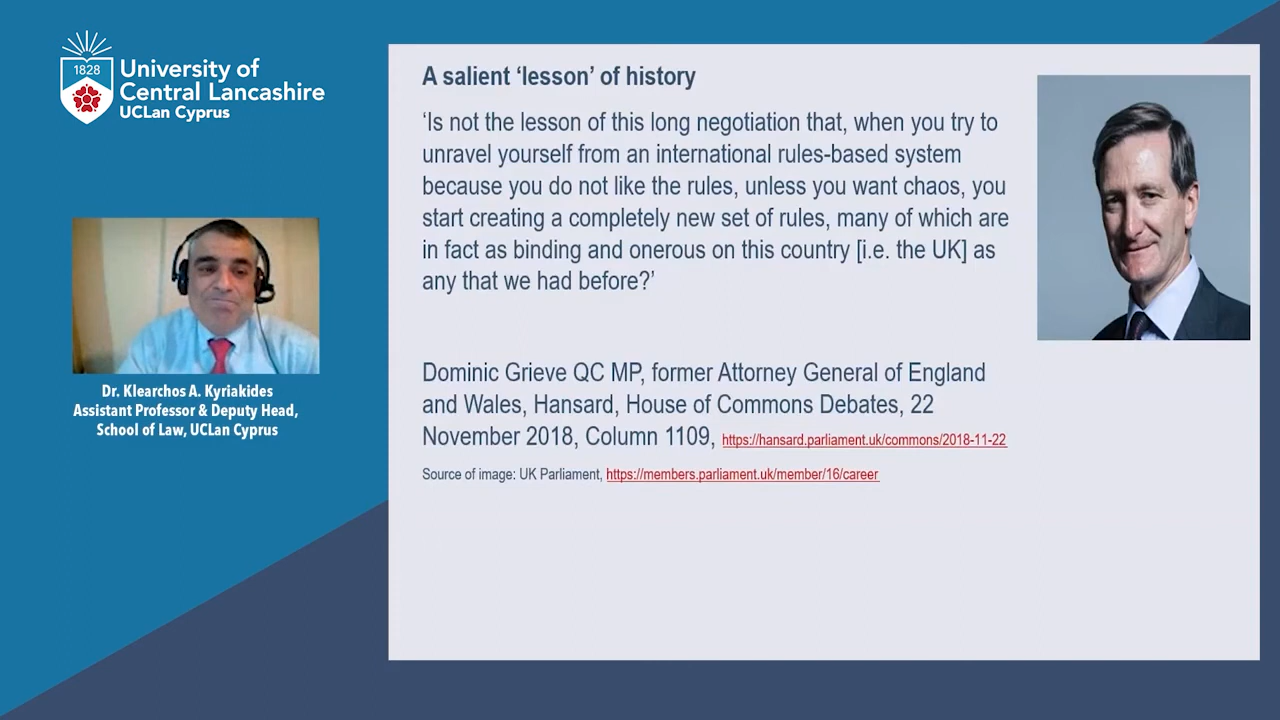 1828
University of
Central Lancashire
UCLan Cyprus
Dr. Klearchos A. Kyriakides
Assistant Professor & Deputy Head,
School of Law, UCLan Cyprus
A salient ‘lesson’ of history
‘Is not the lesson of this long negotiation that, when you try to
unravel yourself from an international rules-based system
because you do not like the rules, unless you want chaos, you
start creating a completely new set of rules, many of which are
in fact as binding and onerous on this country [i.e. the UK] as
any that we had before?’
Dominic Grieve QC MP, former Attorney General of England
and Wales, Hansard, House of Commons Debates, 22
November 2018, Column 1109, https://hansard.parliament.uk/commons/2018-11-22
Source of image: UK Parliament, https://members.parliament.uk/member/16/career